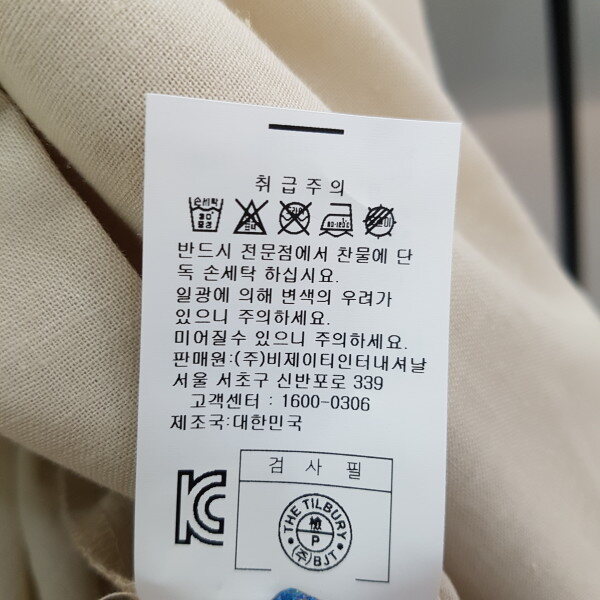 취급주의
손세탁
30
중성
80-120℃
반드시 전문점에서 찬물에 단
독 손세탁 하십시요.
일광에 의해 변색의 우려가
있으니 주의하세요.
미어질수 있으니 주의하세요.
판매원:(주)비제이티인터내셔날
서울 서초구 신반포로 339
고객센터 : 1600-0306
제조국:대한민국
검 사 필
THE TILBURY
檢
P
(주)BJT